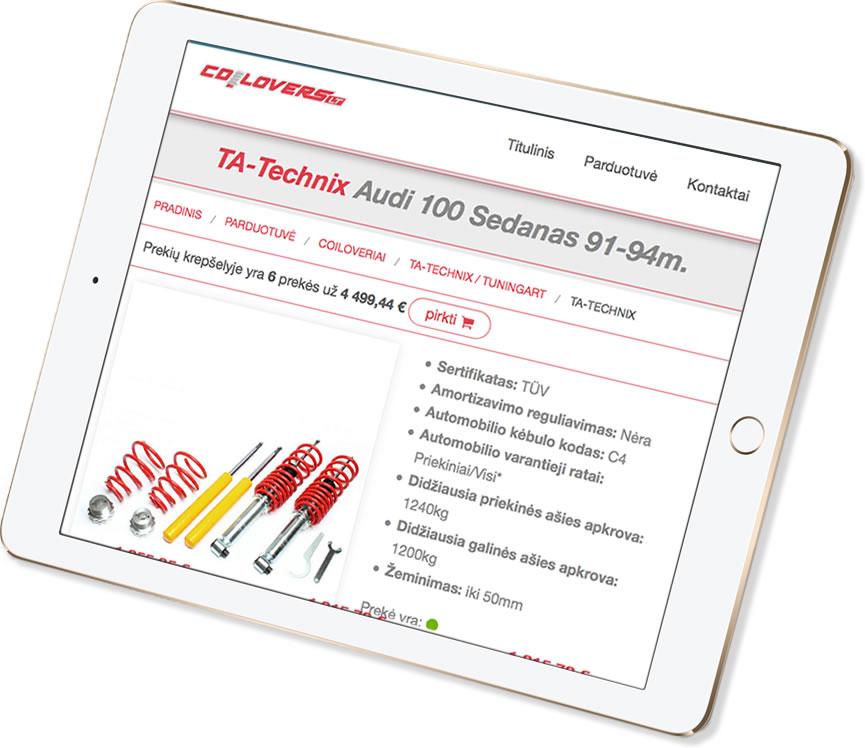 COILOVERS LT
Titulinis Parduotuvė Kontaktai
TA-Technix Audi 100 Sedanas 91-94m.
PRADINIS / PARDUOTUVĖ / COILOVERIAI / TA-TECHNIX / TUNINGART / TA-TECHNIX
Prekių krepšelyje yra 6 prekės už 4 499,44 € pirkti
• Sertifikatas: TÜV
• Amortizavimo reguliavimas: Nėra
• Automobilio kėbulo kodas: C4
• Automobilio varantieji ratai:
Priekiniai/Visi*
• Didžiausia priekinės ašies apkrova:
1240kg
• Didžiausia galinės ašies apkrova:
1200kg
• Žeminimas: iki 50mm
Prekė yra: